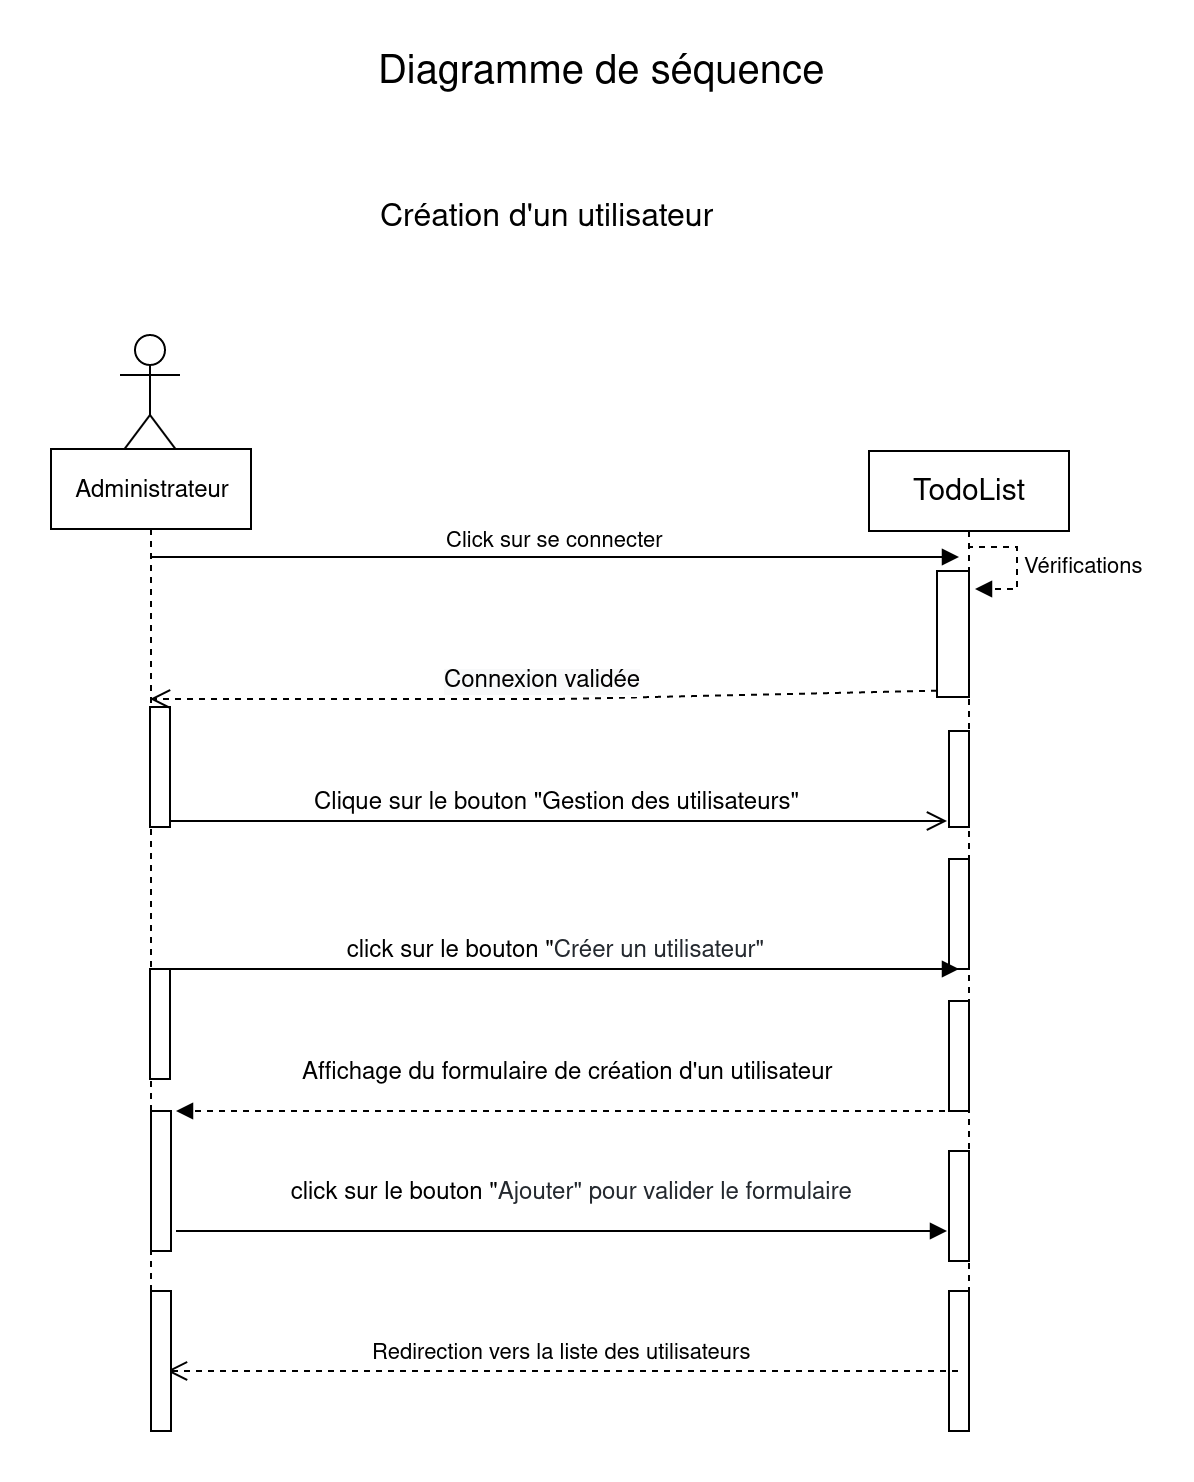 Diagramme de séquence
Création d'un utilisateur
Administrateur
TodoList
Click sur se connecter
Vérifications
Connexion validée
Clique sur le bouton "Gestion des utilisateurs"
click sur le bouton "Créer un utilisateur"
Affichage du formulaire de création d'un utilisateur
click sur le bouton "Ajouter" pour valider le formulaire
Redirection vers la liste des utilisateurs